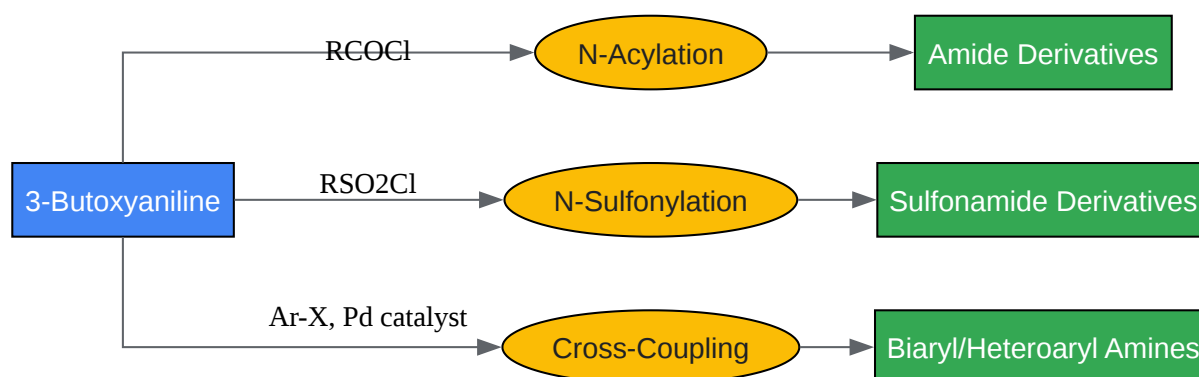 RCOCl
N-Acylation
Amide Derivatives
3-Butoxyaniline
RSO2Cl
N-Sulfonylation
Sulfonamide Derivatives
Ar-X, Pd catalyst
Cross-Coupling
Biaryl/Heteroaryl Amines